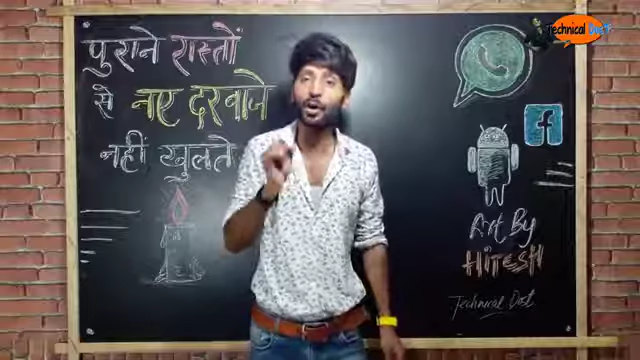 पुराने रास्तों
से नए दरवाजे
नहीं खुलते
Technical Dost
f
Art By
HITESH
Technical Dost